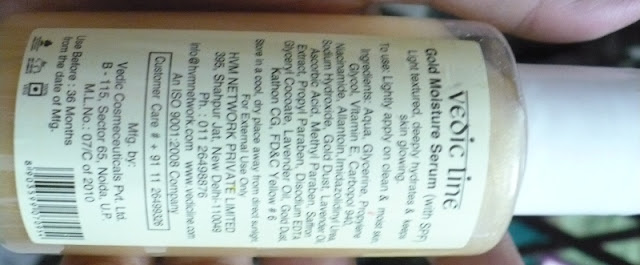 vedic line
Gold Moisture Serum (with SPF)
Light textured, deeply hydrates & keeps
skin glowing.
To use: Lightly apply on clean & moist skin.
Ingredients: Aqua, Glycerine, Propylene
Glycol, Vitamin E, Carbopol 940,
Niacinamide, Allantoin, Imidazolidinyl Urea,
Sodium Hydroxide, Gold Dust, Lavender Oil,
Ascorbic Acid, Methyl Paraben, Saffron
Extract, Propyl Paraben, Disodium EDTA
Glyceryl Cocoate, Lavender Oil, Gold Dust,
Kathon CG, FD&C Yellow # 6
For External Use Only
Store in a cool, dry place away from direct sunlight.
HVM NETWORK PRIVATE LIMITED
395, Shahpur Jat, New Delhi-110049
Ph. : 011 26498876
info@hvmnetwork.com www.vedicline.com
An ISO 9001:2008 Company
Customer Care # + 91 11 26499326
Mfg. by:
Vedic Cosmeceuticals Pvt. Ltd.
B - 115, Sector 65, Noida, U.P.
M.L.No.: 07/C of 2010
Use Before : 36 Months
from the date of Mfg.